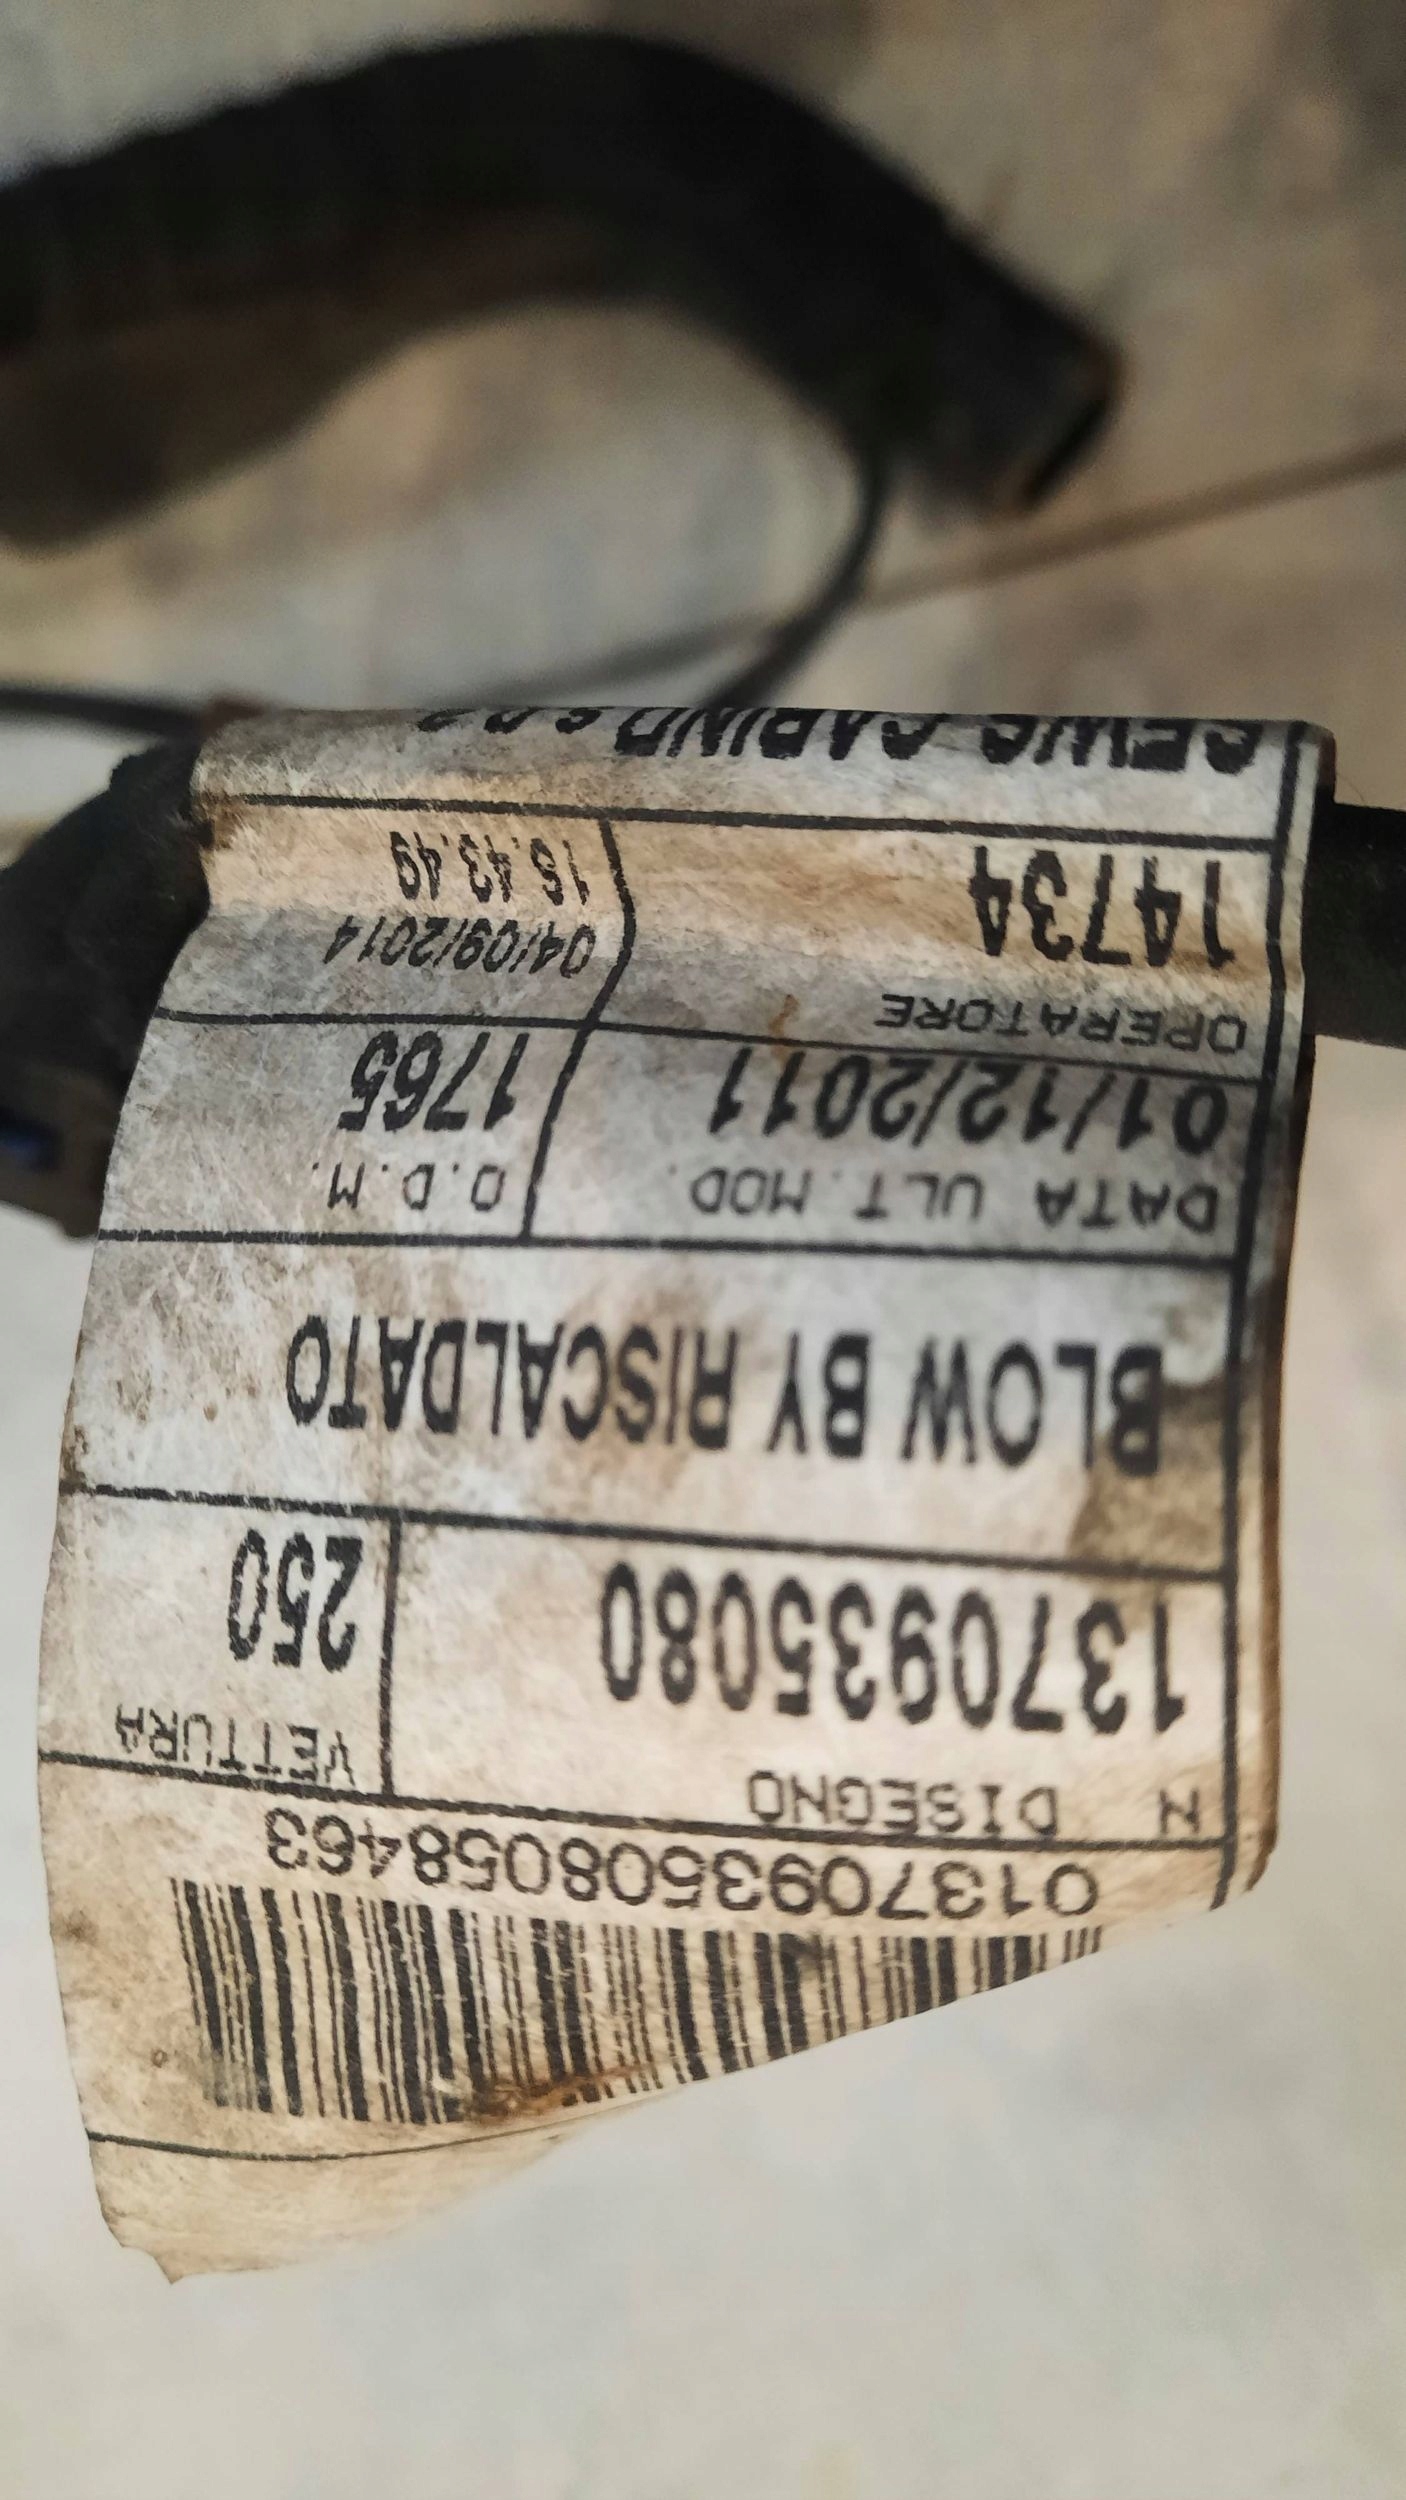 0137093508058463
N DISEGNO VETTURA
1370935080 250
BLOW BY RISCALDATO
DATA ULT.MOD. O.D.M.
01/12/2011 1765
OPERATORE 04/09/2014
14734 15.43.49